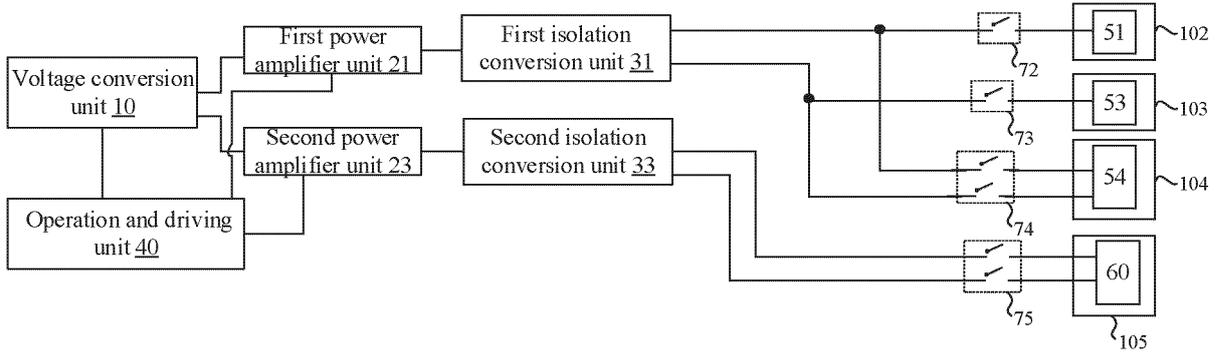 Voltage conversion
unit 10
First power
amplifier unit 21
First isolation
conversion unit 31
Second power
amplifier unit 23
Second isolation
conversion unit 33
Operation and driving
unit 40
72
51
102
73
53
103
74
54
104
75
60
105